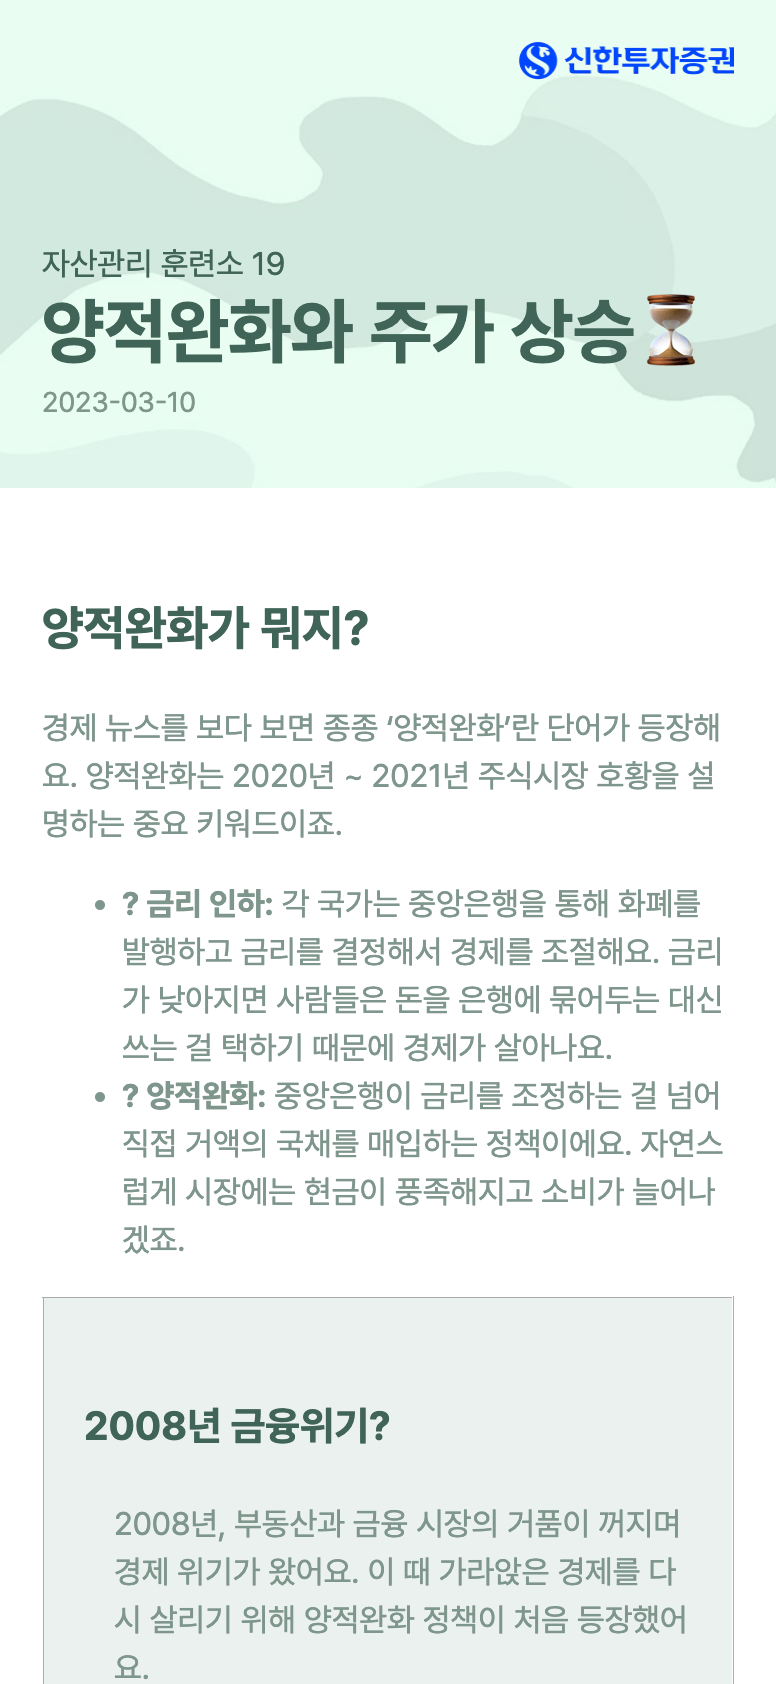 신한투자증권
자산관리 훈련소 19
양적완화와 주가 상승
2023-03-10
양적완화가 뭐지?
경제 뉴스를 보다 보면 종종 ‘양적완화’란 단어가 등장해
요. 양적완화는 2020년 ~ 2021년 주식시장 호황을 설
명하는 중요 키워드이죠.
• ? 금리 인하: 각 국가는 중앙은행을 통해 화폐를
발행하고 금리를 결정해서 경제를 조절해요. 금리
가 낮아지면 사람들은 돈을 은행에 묶어두는 대신
쓰는 걸 택하기 때문에 경제가 살아나요.
• ? 양적완화: 중앙은행이 금리를 조정하는 걸 넘어
직접 거액의 국채를 매입하는 정책이에요. 자연스
럽게 시장에는 현금이 풍족해지고 소비가 늘어나
겠죠.
2008년 금융위기?
2008년, 부동산과 금융 시장의 거품이 꺼지며
경제 위기가 왔어요. 이 때 가라앉은 경제를 다
시 살리기 위해 양적완화 정책이 처음 등장했어
요.